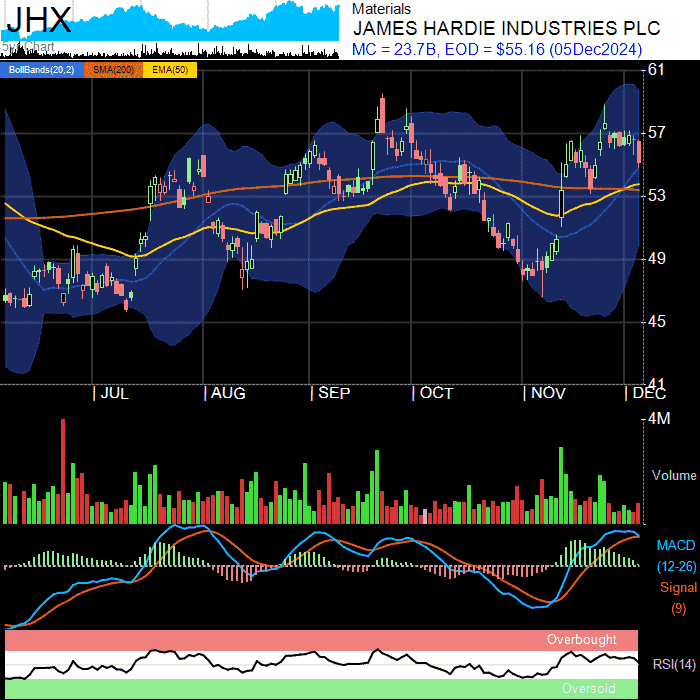 JHX
5yr Chart
Materials
JAMES HARDIE INDUSTRIES PLC
MC = 23.7B, EOD = $55.16 (05Dec2024)
BollBands(20,2) SMA(200) EMA(50)
61
57
53
49
45
41
| JUL | AUG | SEP | OCT | NOV | DEC
4M
Volume
MACD
(12-26)
Signal
(9)
Overbought
RSI(14)
Oversold